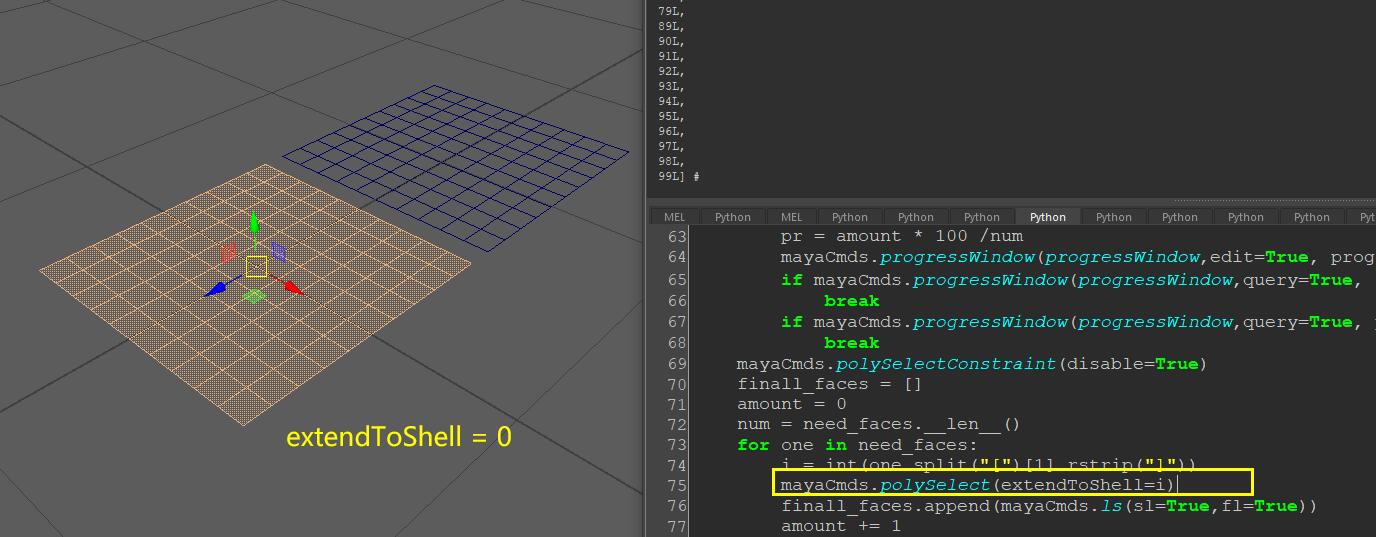 79L,
89L,
90L,
91L,
92L,
93L,
94L,
95L,
96L,
97L,
98L,
99L] #
MEL Python MEL Python Python Python Python Python Python Python Python
63 pr = amount * 100 /num
64 mayaCmds.progressWindow(progressWindow,edit=True, prog
65 if mayaCmds.progressWindow(progressWindow,query=True,
66 break
67 if mayaCmds.progressWindow(progressWindow,query=True,
68 break
69 mayaCmds.polySelectConstraint(disable=True)
70 finall_faces = []
71 amount = 0
72 num = need_faces.__len__()
73 for one in need_faces:
74 i = int(one.split("[")[1].rstrip("]"))
75 mayaCmds.polySelect(extendToShell=i)
76 finall_faces.append(mayaCmds.ls(sl=True,fl=True))
77 amount += 1
extendToShell = 0